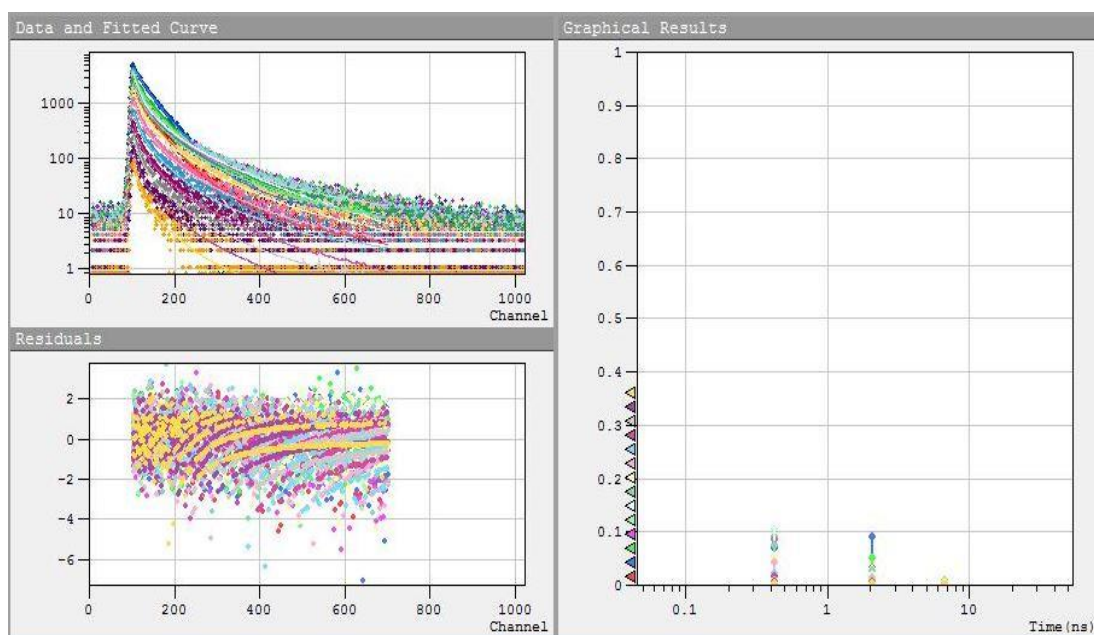 Data and Fitted Curve
1000
100
10
1
0 200 400 600 800 1000
Channel
Residuals
2
0
-2
-4
-6
0 200 400 600 800 1000
Channel
Graphical Results
1
0.9
0.8
0.7
0.6
0.5
0.4
0.3
0.2
0.1
0
0.1 1 10
Time(ns)